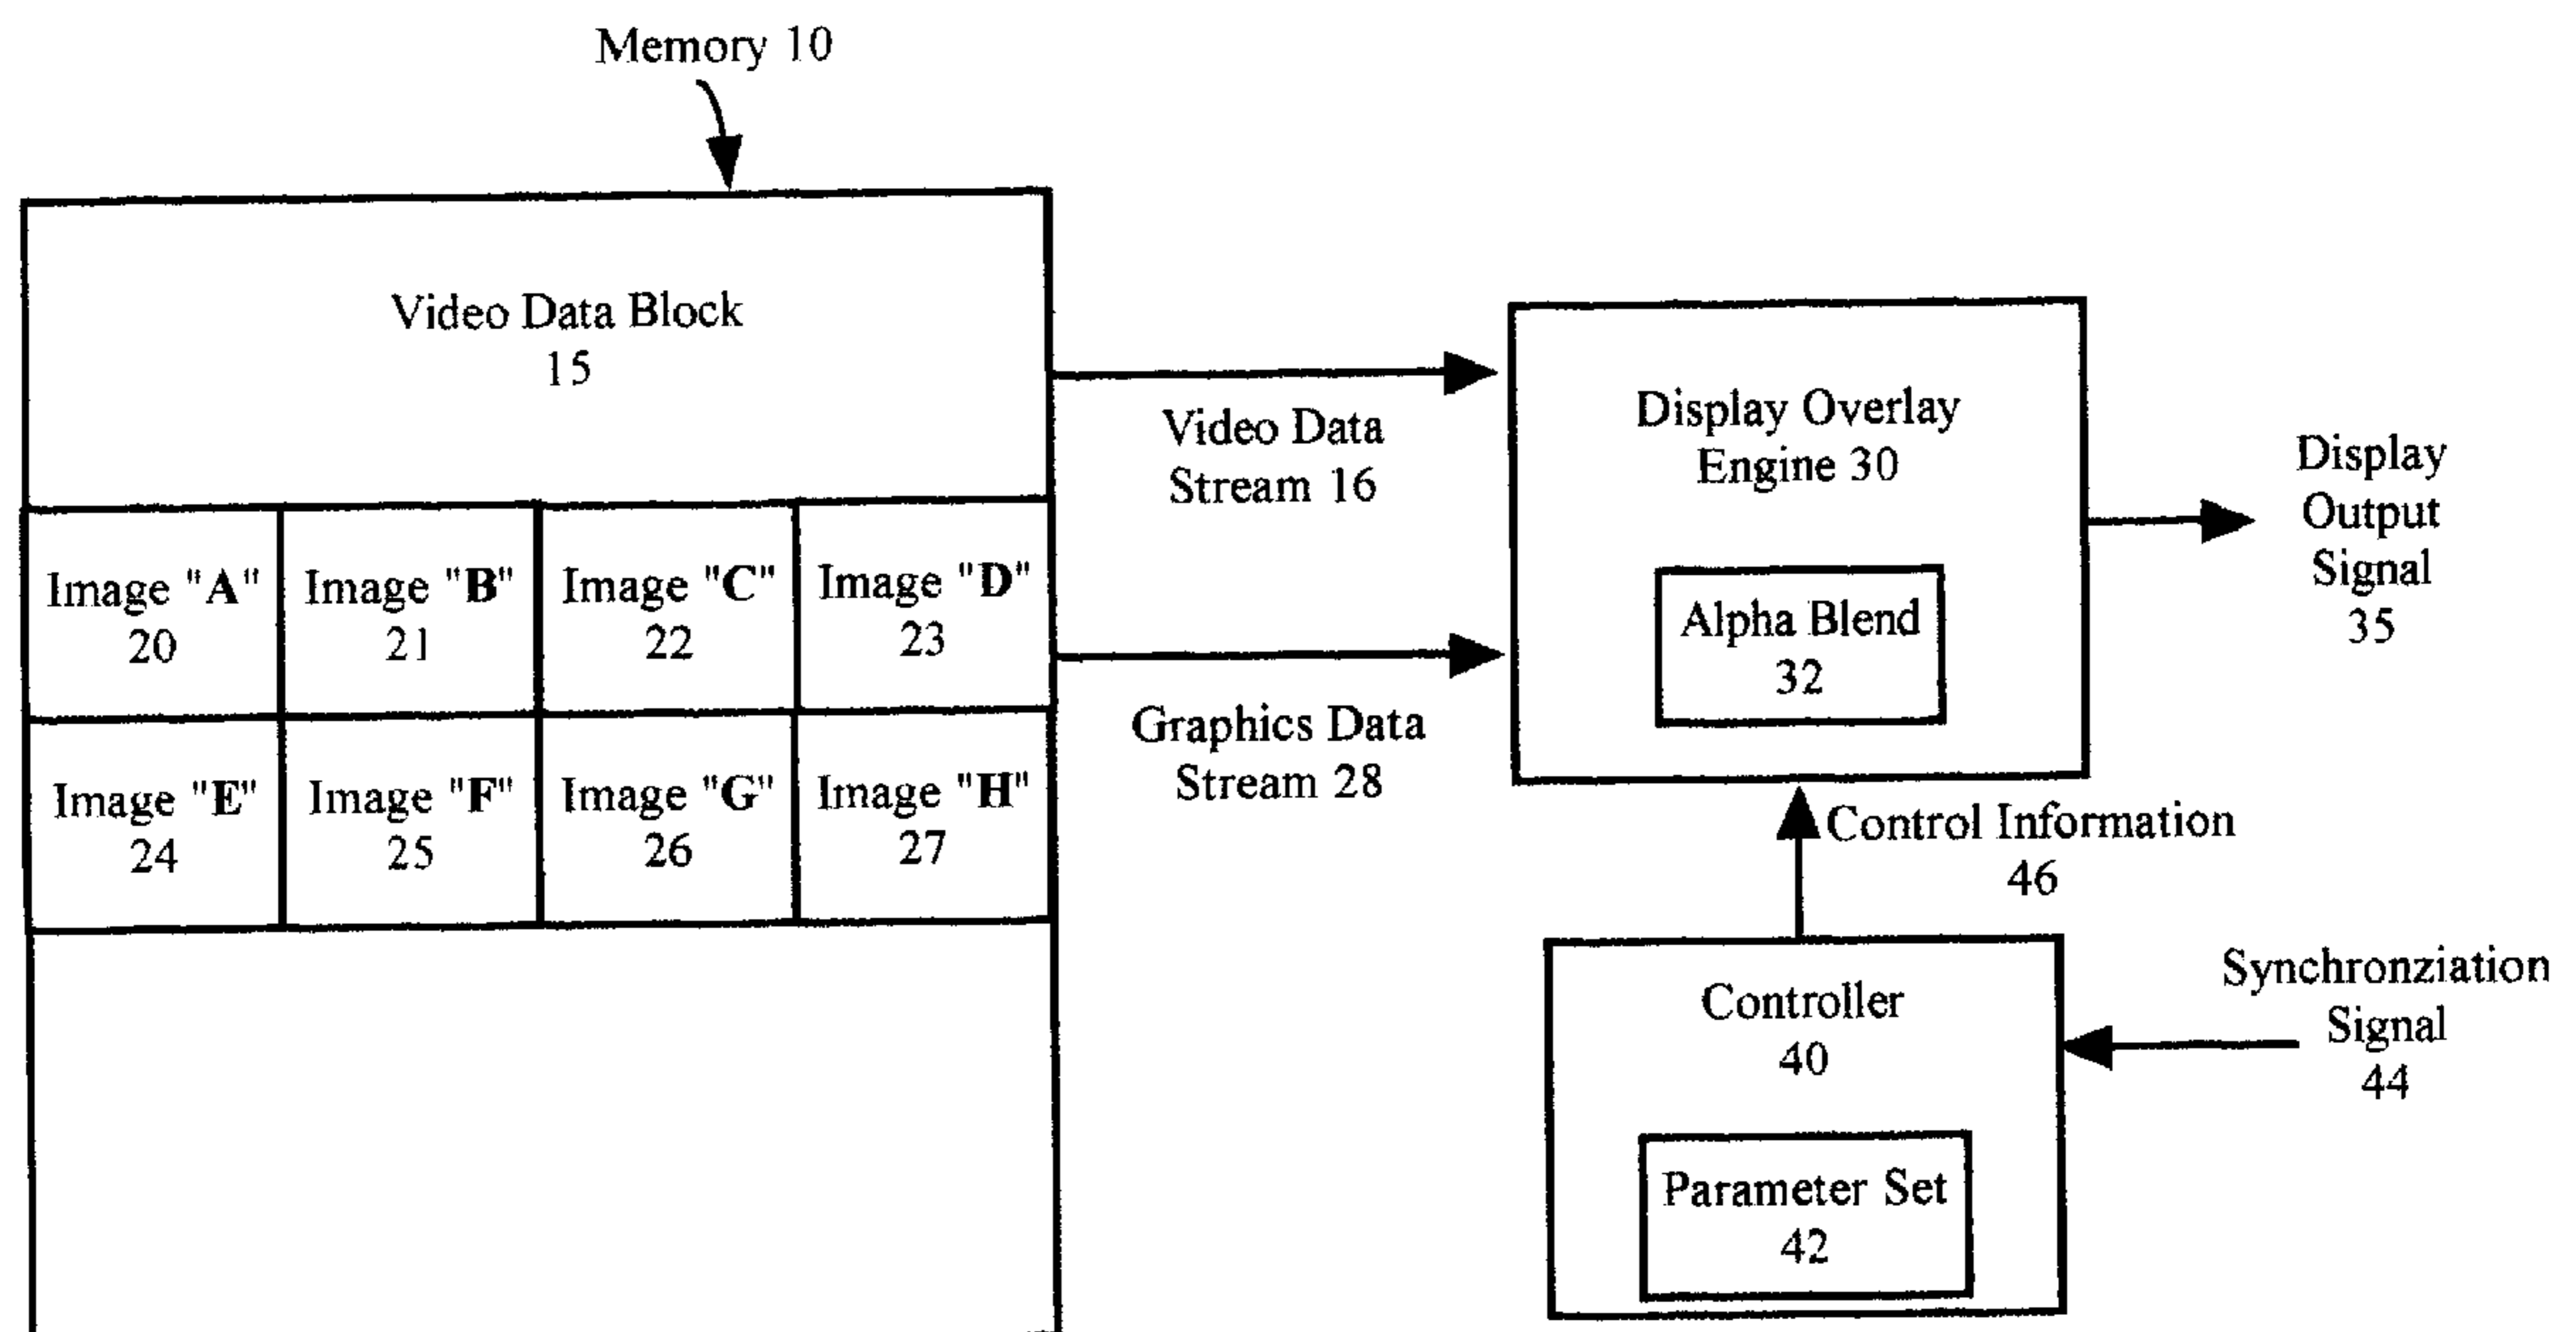 Memory 10
Video Data Block
15
Image "A"
20
Image "B"
21
Image "C"
22
Image "D"
23
Image "E"
24
Image "F"
25
Image "G"
26
Image "H"
27
Video Data
Stream 16
Graphics Data
Stream 28
Display Overlay
Engine 30
Alpha Blend
32
Display
Output
Signal
35
Control Information
46
Controller
40
Parameter Set
42
Synchronziation
Signal
44